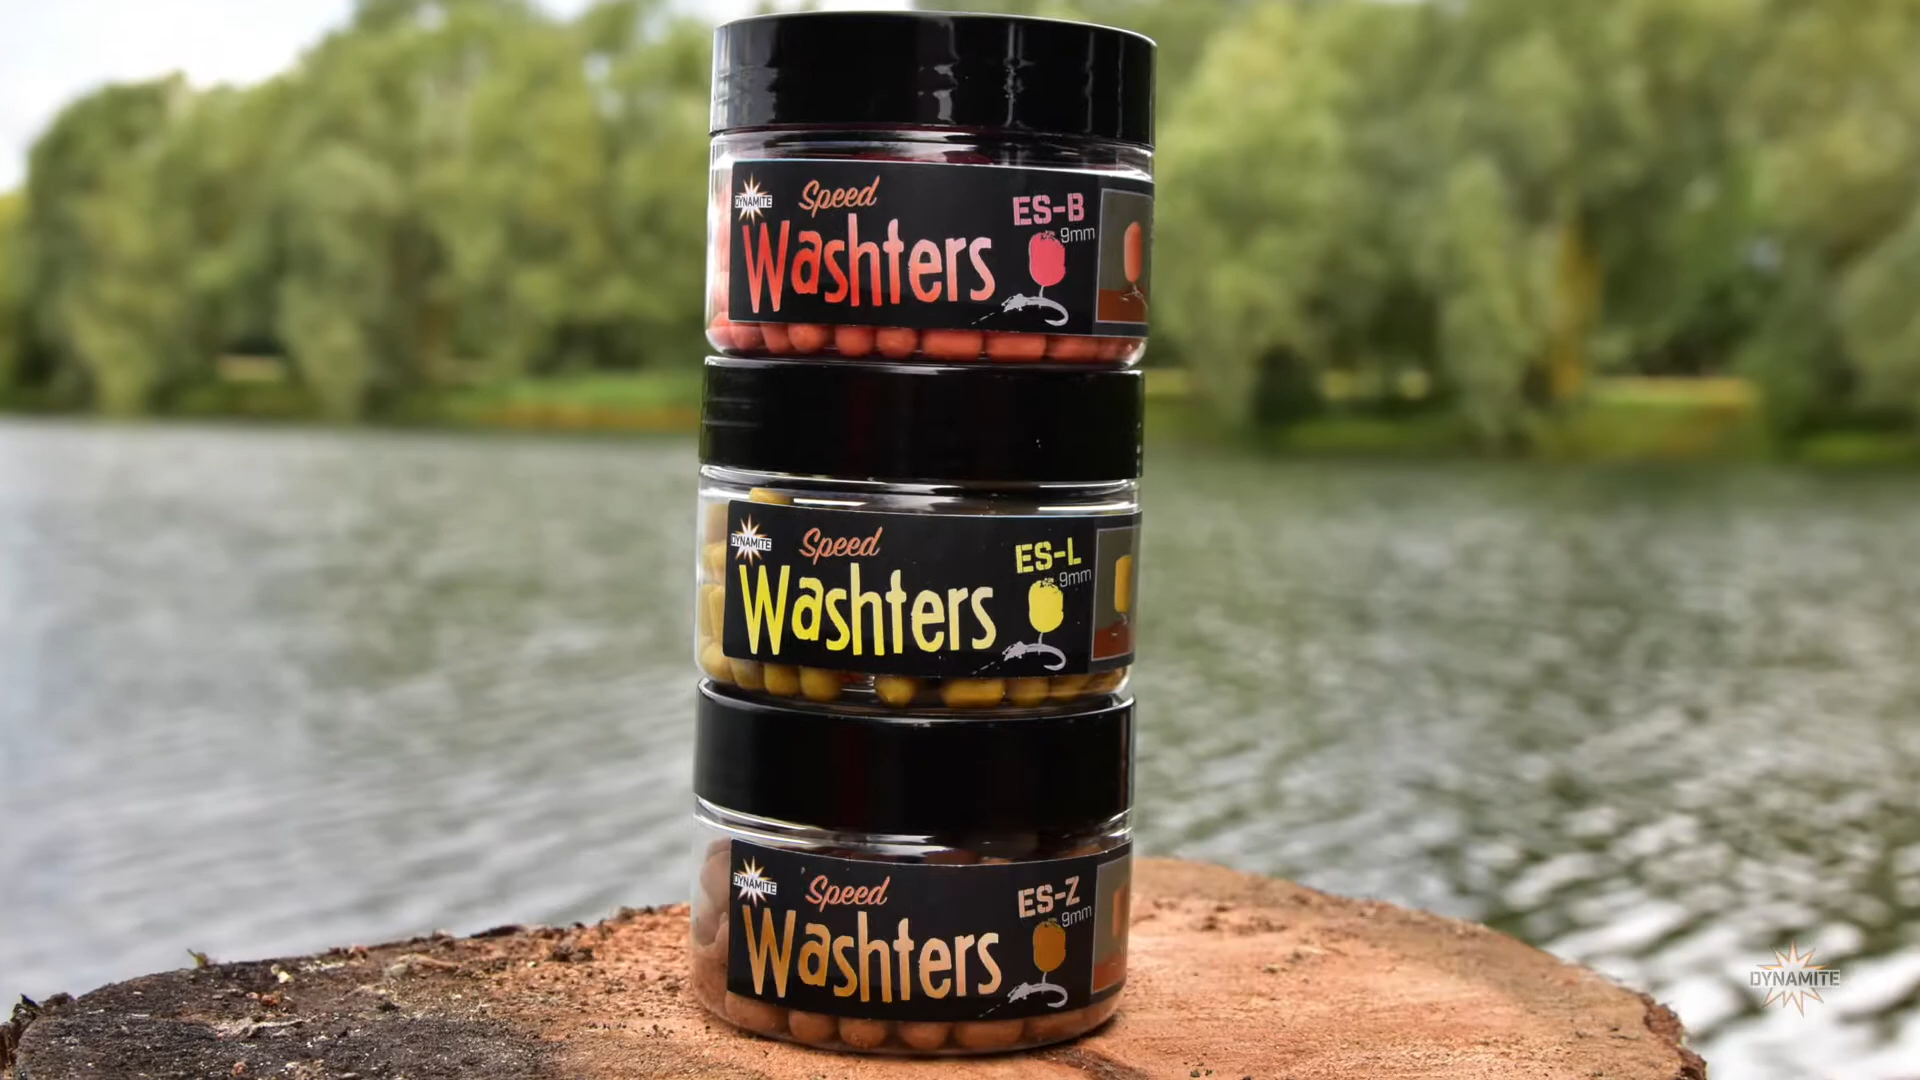 DYNAMITE
Speed
Washters
ES-B
9mm
DYNAMITE
Speed
Washters
ES-L
9mm
DYNAMITE
Speed
Washters
ES-Z
9mm
DYNAMITE